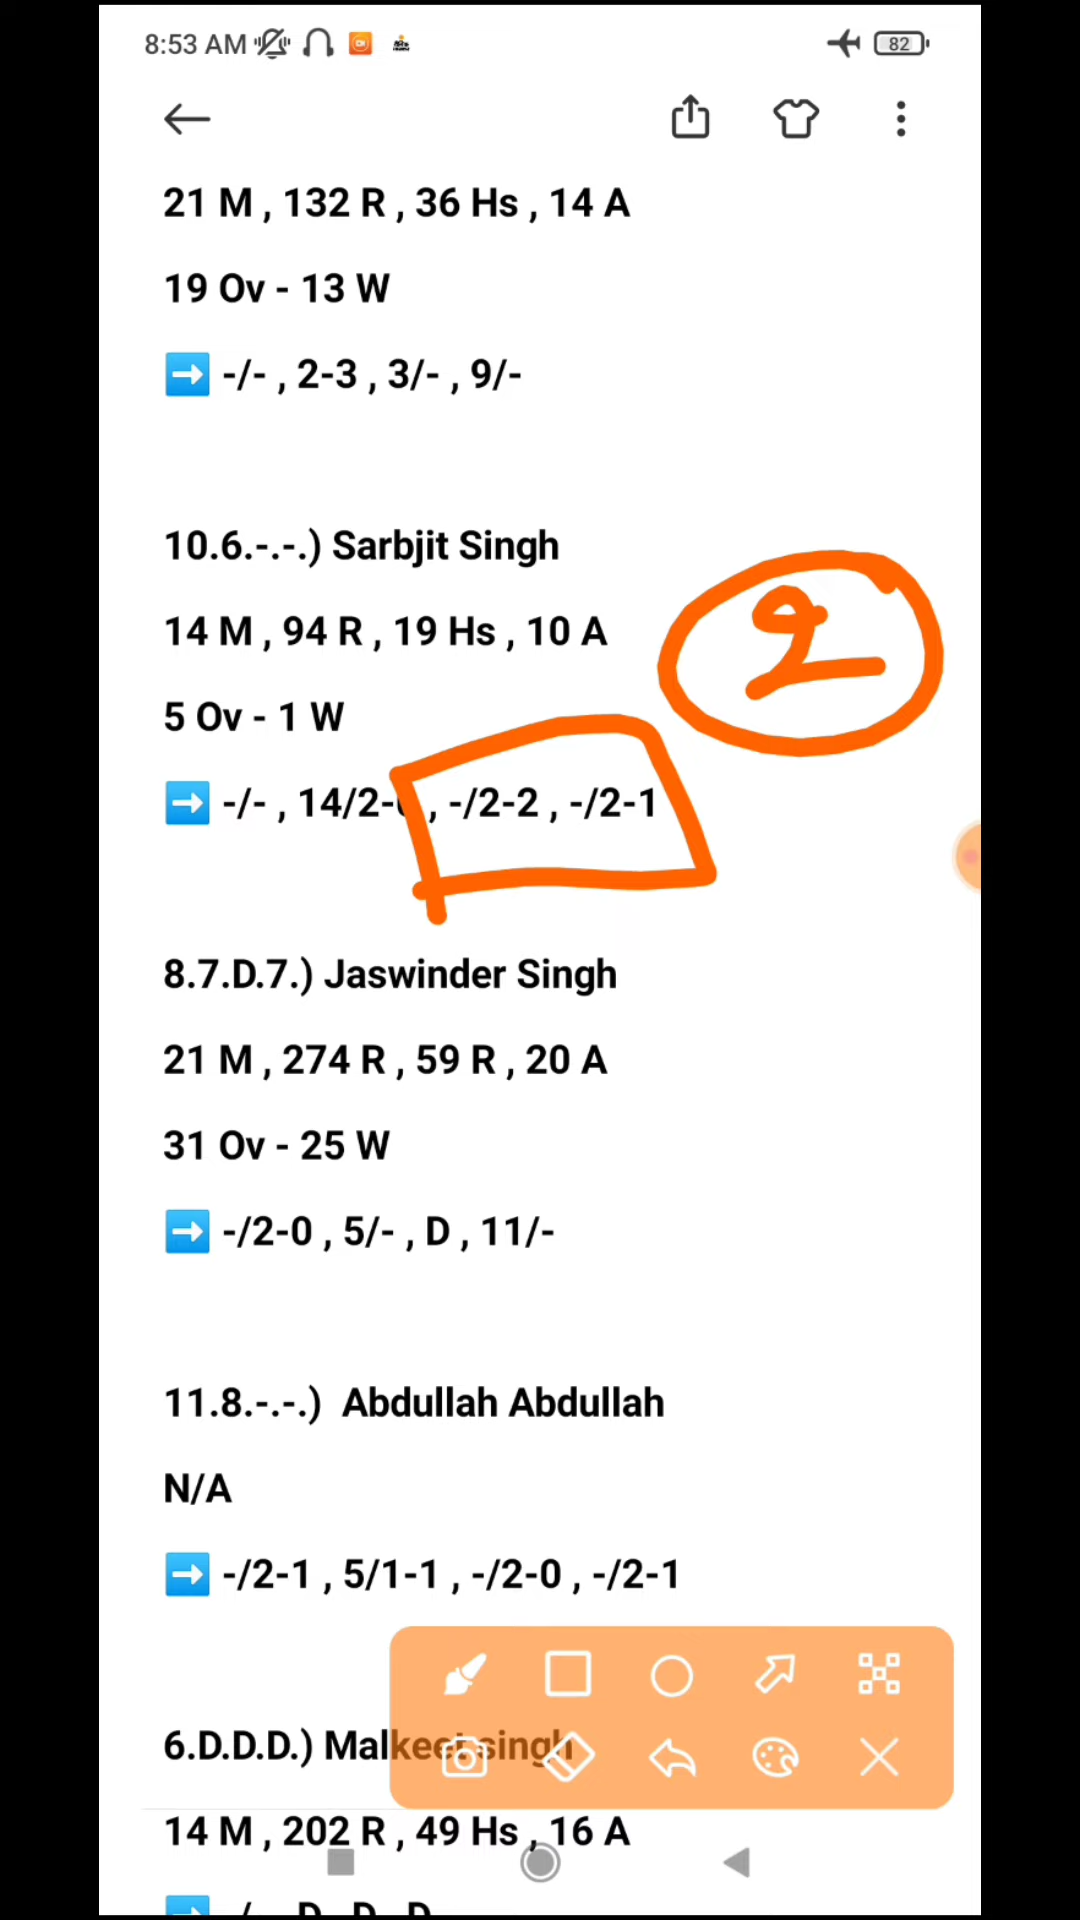 8:53 AM
82
21 M , 132 R , 36 Hs , 14 A
19 Ov - 13 W
➡ -/- , 2-3 , 3/- , 9/-
10.6.-.-.) Sarbjit Singh
14 M , 94 R , 19 Hs , 10 A
2
5 Ov - 1 W
➡ -/- , 14/2- , -/2-2 , -/2-1
8.7.D.7.) Jaswinder Singh
21 M , 274 R , 59 R , 20 A
31 Ov - 25 W
➡ -/2-0 , 5/- , D , 11/-
11.8.-.-.) Abdullah Abdullah
N/A
➡ -/2-1 , 5/1-1 , -/2-0 , -/2-1
6.D.D.D.) Malkeet singh
14 M , 202 R , 49 Hs , 16 A